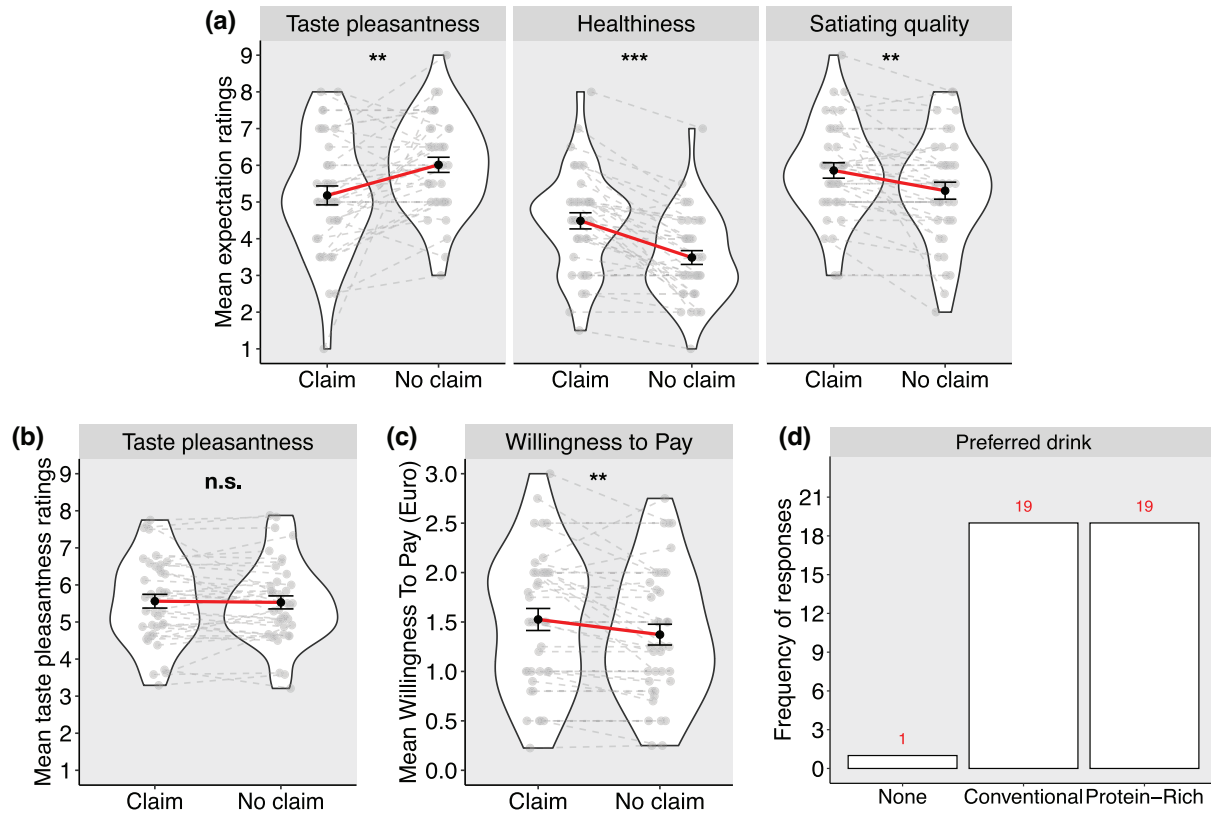 (a)
Taste pleasantness
Healthiness
Satiating quality
Mean expectation ratings
9
8
7
6
5
4
3
2
1
**
***
**
Claim
No claim
Claim
No claim
Claim
No claim
(b)
Taste pleasantness
Mean taste pleasantness ratings
9
8
7
6
5
4
3
2
1
n.s.
Claim
No claim
(c)
Willingness to Pay
Mean Willingness To Pay (Euro)
3.0
2.5
2.0
1.5
1.0
0.5
0.0
**
Claim
No claim
(d)
Preferred drink
Frequency of responses
21
18
15
12
9
6
3
0
1
19
19
None
Conventional
Protein–Rich